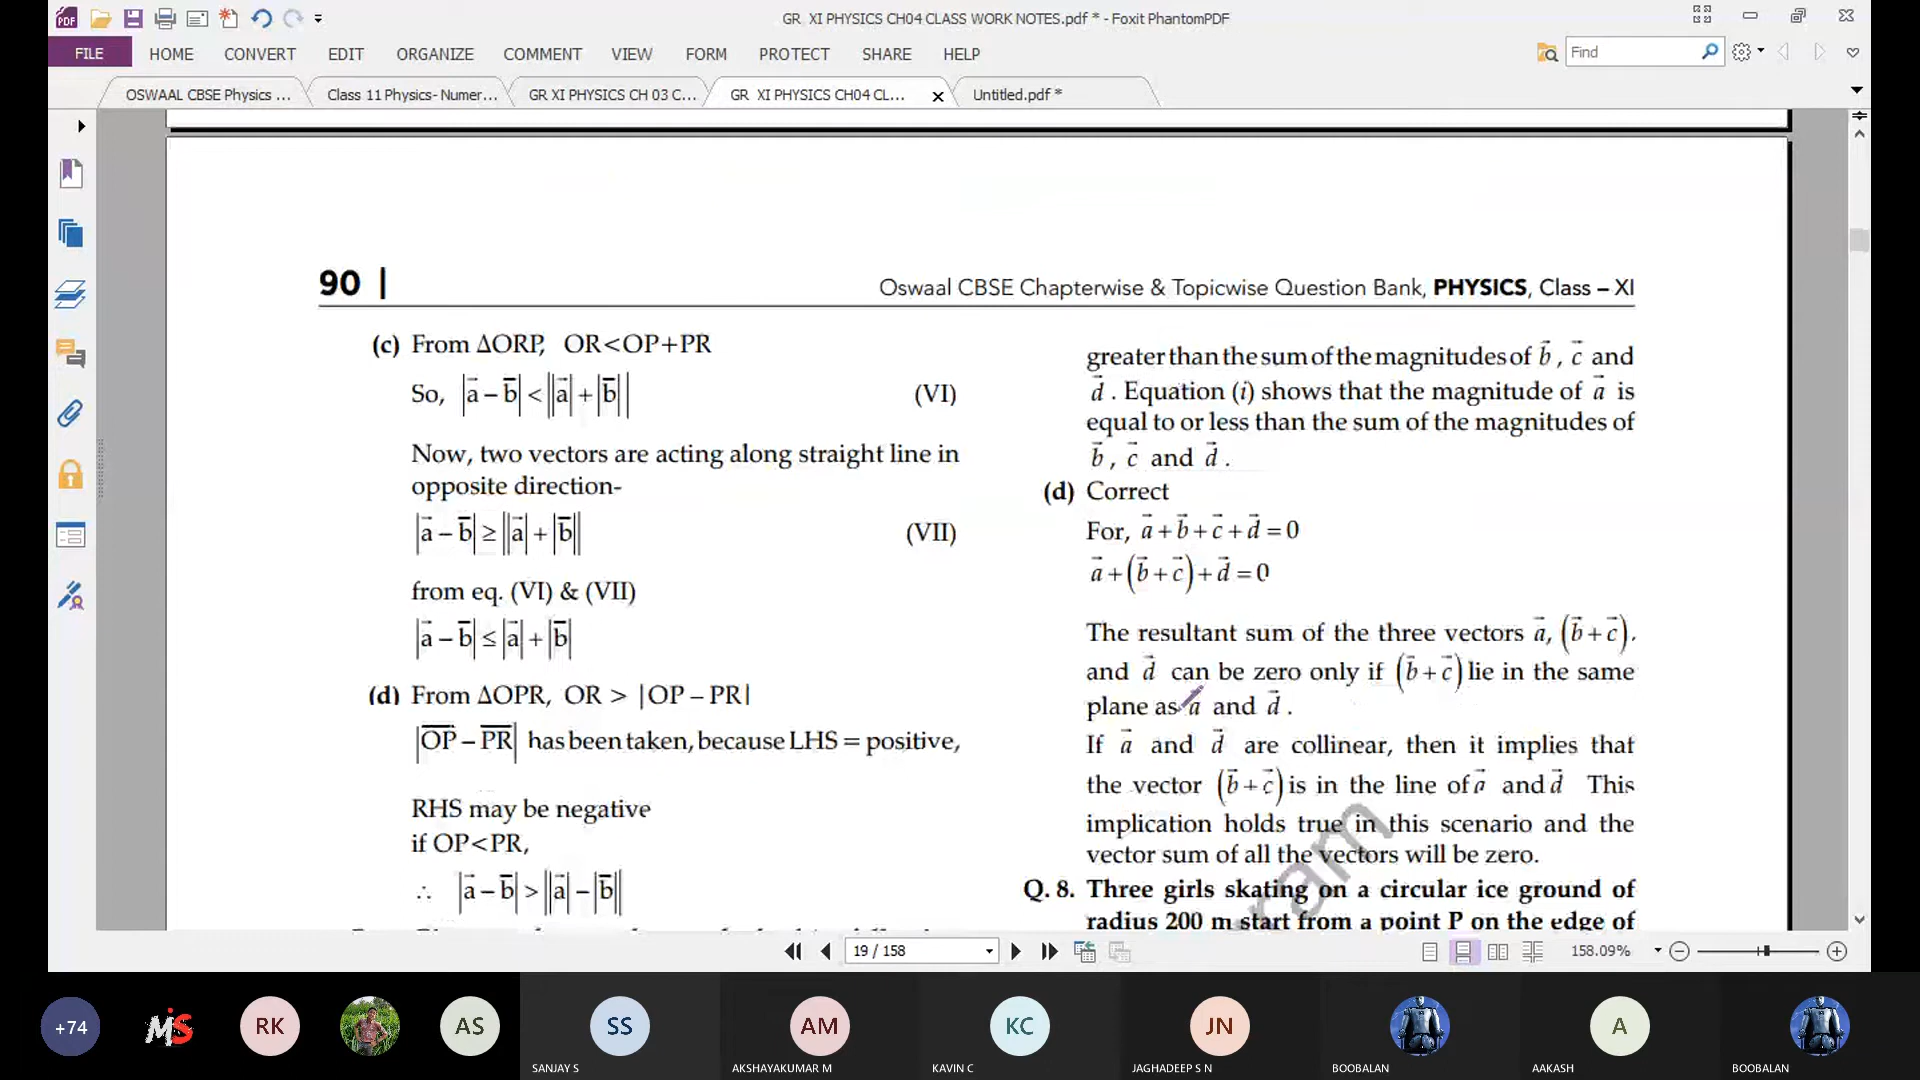 GR XI PHYSICS CH04 CLASS WORK NOTES.pdf * - Foxit PhantomPDF
FILE HOME CONVERT EDIT ORGANIZE COMMENT VIEW FORM PROTECT SHARE HELP Find
OSWAAL CBSE Physics ... Class 11 Physics- Numer... GR XI PHYSICS CH 03 C... GR XI PHYSICS CH04 CL... Untitled.pdf *
90 |
Oswaal CBSE Chapterwise & Topicwise Question Bank, PHYSICS, Class – XI
(c) From ΔORP, OR<OP+PR
So, |a⃗ − b̄| < ||a⃗| + |b̄|| (VI)
Now, two vectors are acting along straight line in
opposite direction-
|a⃗ − b̄| ≥ ||a⃗| + |b̄|| (VII)
from eq. (VI) & (VII)
|a⃗ − b̄| ≤ |a⃗| + |b̄|
(d) From ΔOPR, OR > |OP – PR|
|O̅P̅ – P̅R̅| has been taken, because LHS = positive,
RHS may be negative
if OP<PR,
∴ |a⃗ − b̄| > ||a⃗| − |b̄||
greater than the sum of the magnitudes of b⃗ , c⃗ and
d⃗ . Equation (i) shows that the magnitude of a⃗ is
equal to or less than the sum of the magnitudes of
b⃗ , c⃗ and d⃗ .
(d) Correct
For, a⃗ + b⃗ + c⃗ + d⃗ = 0
a⃗ + (b⃗ + c⃗) + d⃗ = 0
The resultant sum of the three vectors a⃗, (b⃗ + c⃗),
and d⃗ can be zero only if (b⃗ + c⃗) lie in the same
plane as a⃗ and d⃗ .
If a⃗ and d⃗ are collinear, then it implies that
the vector (b⃗ + c⃗) is in the line of a⃗ and d⃗ This
implication holds true in this scenario and the
vector sum of all the vectors will be zero.
Q. 8. Three girls skating on a circular ice ground of
radius 200 m start from a point P on the edge of
19 / 158
158.09%
+74 MS RK AS SS AM KC JN A
SANJAY S AKSHAYAKUMAR M KAVIN C JAGHADEEP S N BOOBALAN AAKASH BOOBALAN